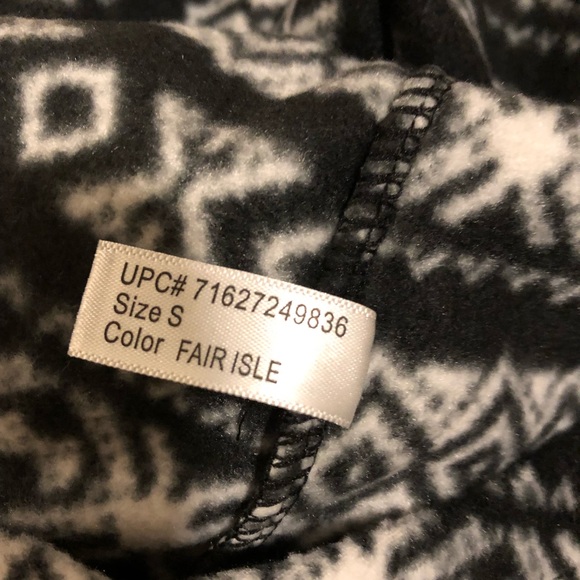 UPC# 71627249836
Size S
Color FAIR ISLE